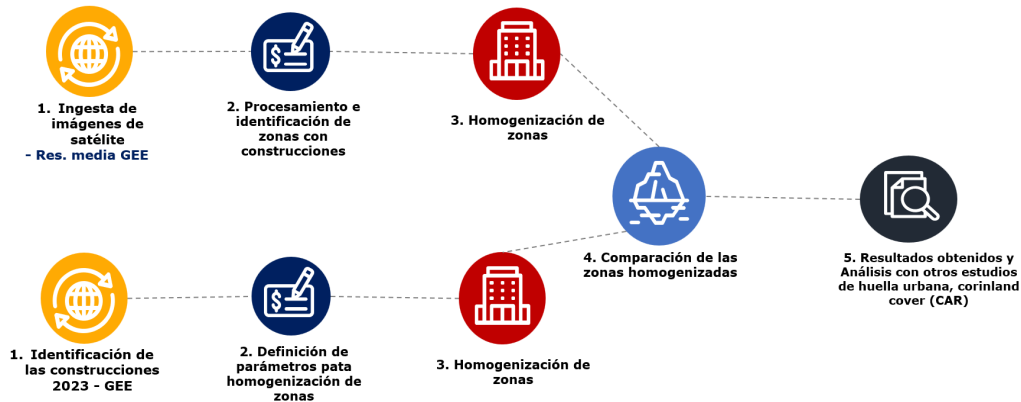 1. Ingesta de
imágenes de
satélite
- Res. media GEE
2. Procesamiento e
identificación de
zonas con
construcciones
3. Homogenización de
zonas
4. Comparación de las
zonas homogenizadas
5. Resultados obtenidos y
Análisis con otros estudios
de huella urbana, corinland
cover (CAR)
1. Identificación de
las construcciones
2023 - GEE
2. Definición de
parámetros pata
homogenización de
zonas
3. Homogenización de
zonas